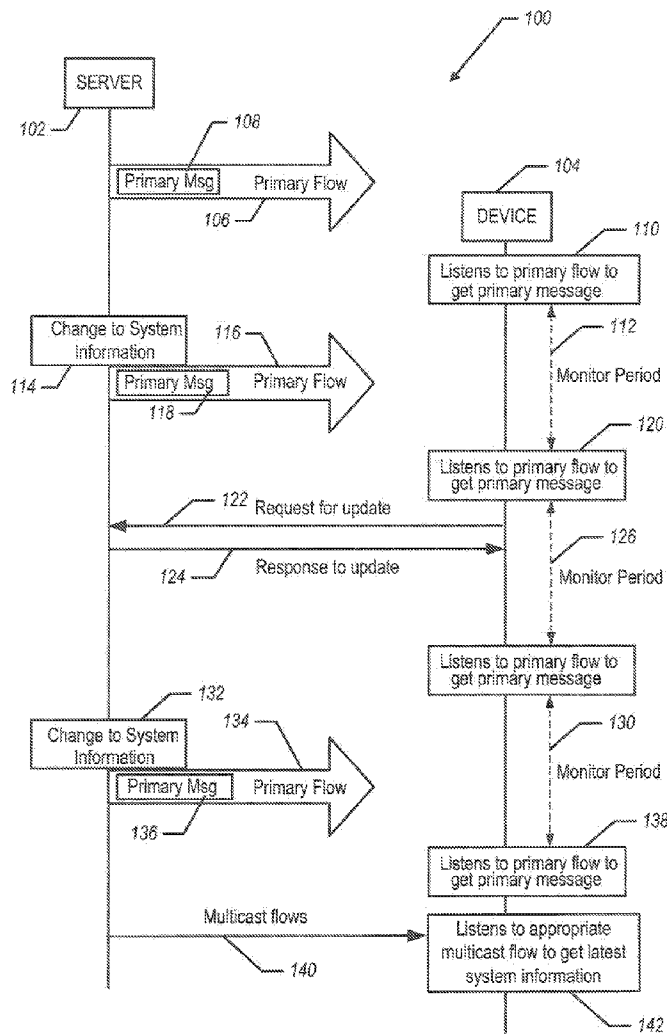 100
SERVER
102
108
Primary Msg
Primary Flow
106
104
DEVICE
110
Listens to primary flow to
get primary message
112
Monitor Period
Change to System
Information
114
116
Primary Msg
Primary Flow
118
120
Listens to primary flow to
get primary message
122
Request for update
124
Response to update
126
Monitor Period
Listens to primary flow to
get primary message
132
Change to System
Information
134
Primary Msg
Primary Flow
136
130
Monitor Period
138
Listens to primary flow to
get primary message
Multicast flows
140
Listens to appropriate
multicast flow to get latest
system information
142